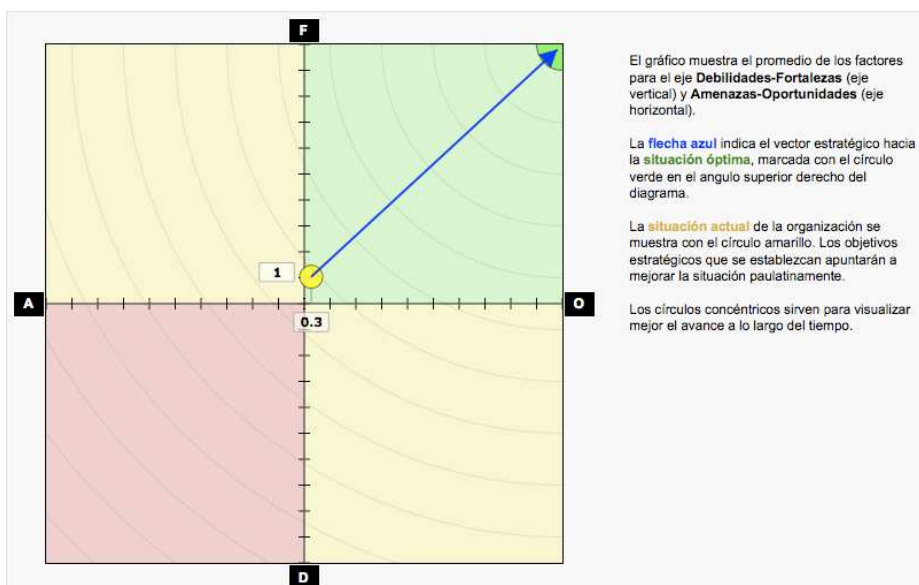 F
El gráfico muestra el promedio de los factores
para el eje Debilidades-Fortalezas (eje
vertical) y Amenazas-Oportunidades (eje
horizontal).
La flecha azul indica el vector estratégico hacia
la situación óptima, marcada con el círculo
verde en el angulo superior derecho del
diagrama.
La situación actual de la organización se
muestra con el círculo amarillo. Los objetivos
estratégicos que se establezcan apuntarán a
mejorar la situación paulatinamente.
Los círculos concéntricos sirven para visualizar
mejor el avance a lo largo del tiempo.
1
A
O
0.3
D